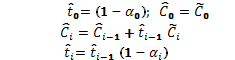 t̂₀= (1− α₀);  Ĉ₀ = C̃₀
Ĉᵢ = Ĉᵢ₋₁ + t̂ᵢ₋₁ C̃ᵢ
t̂ᵢ= t̂ᵢ₋₁ (1− αᵢ)